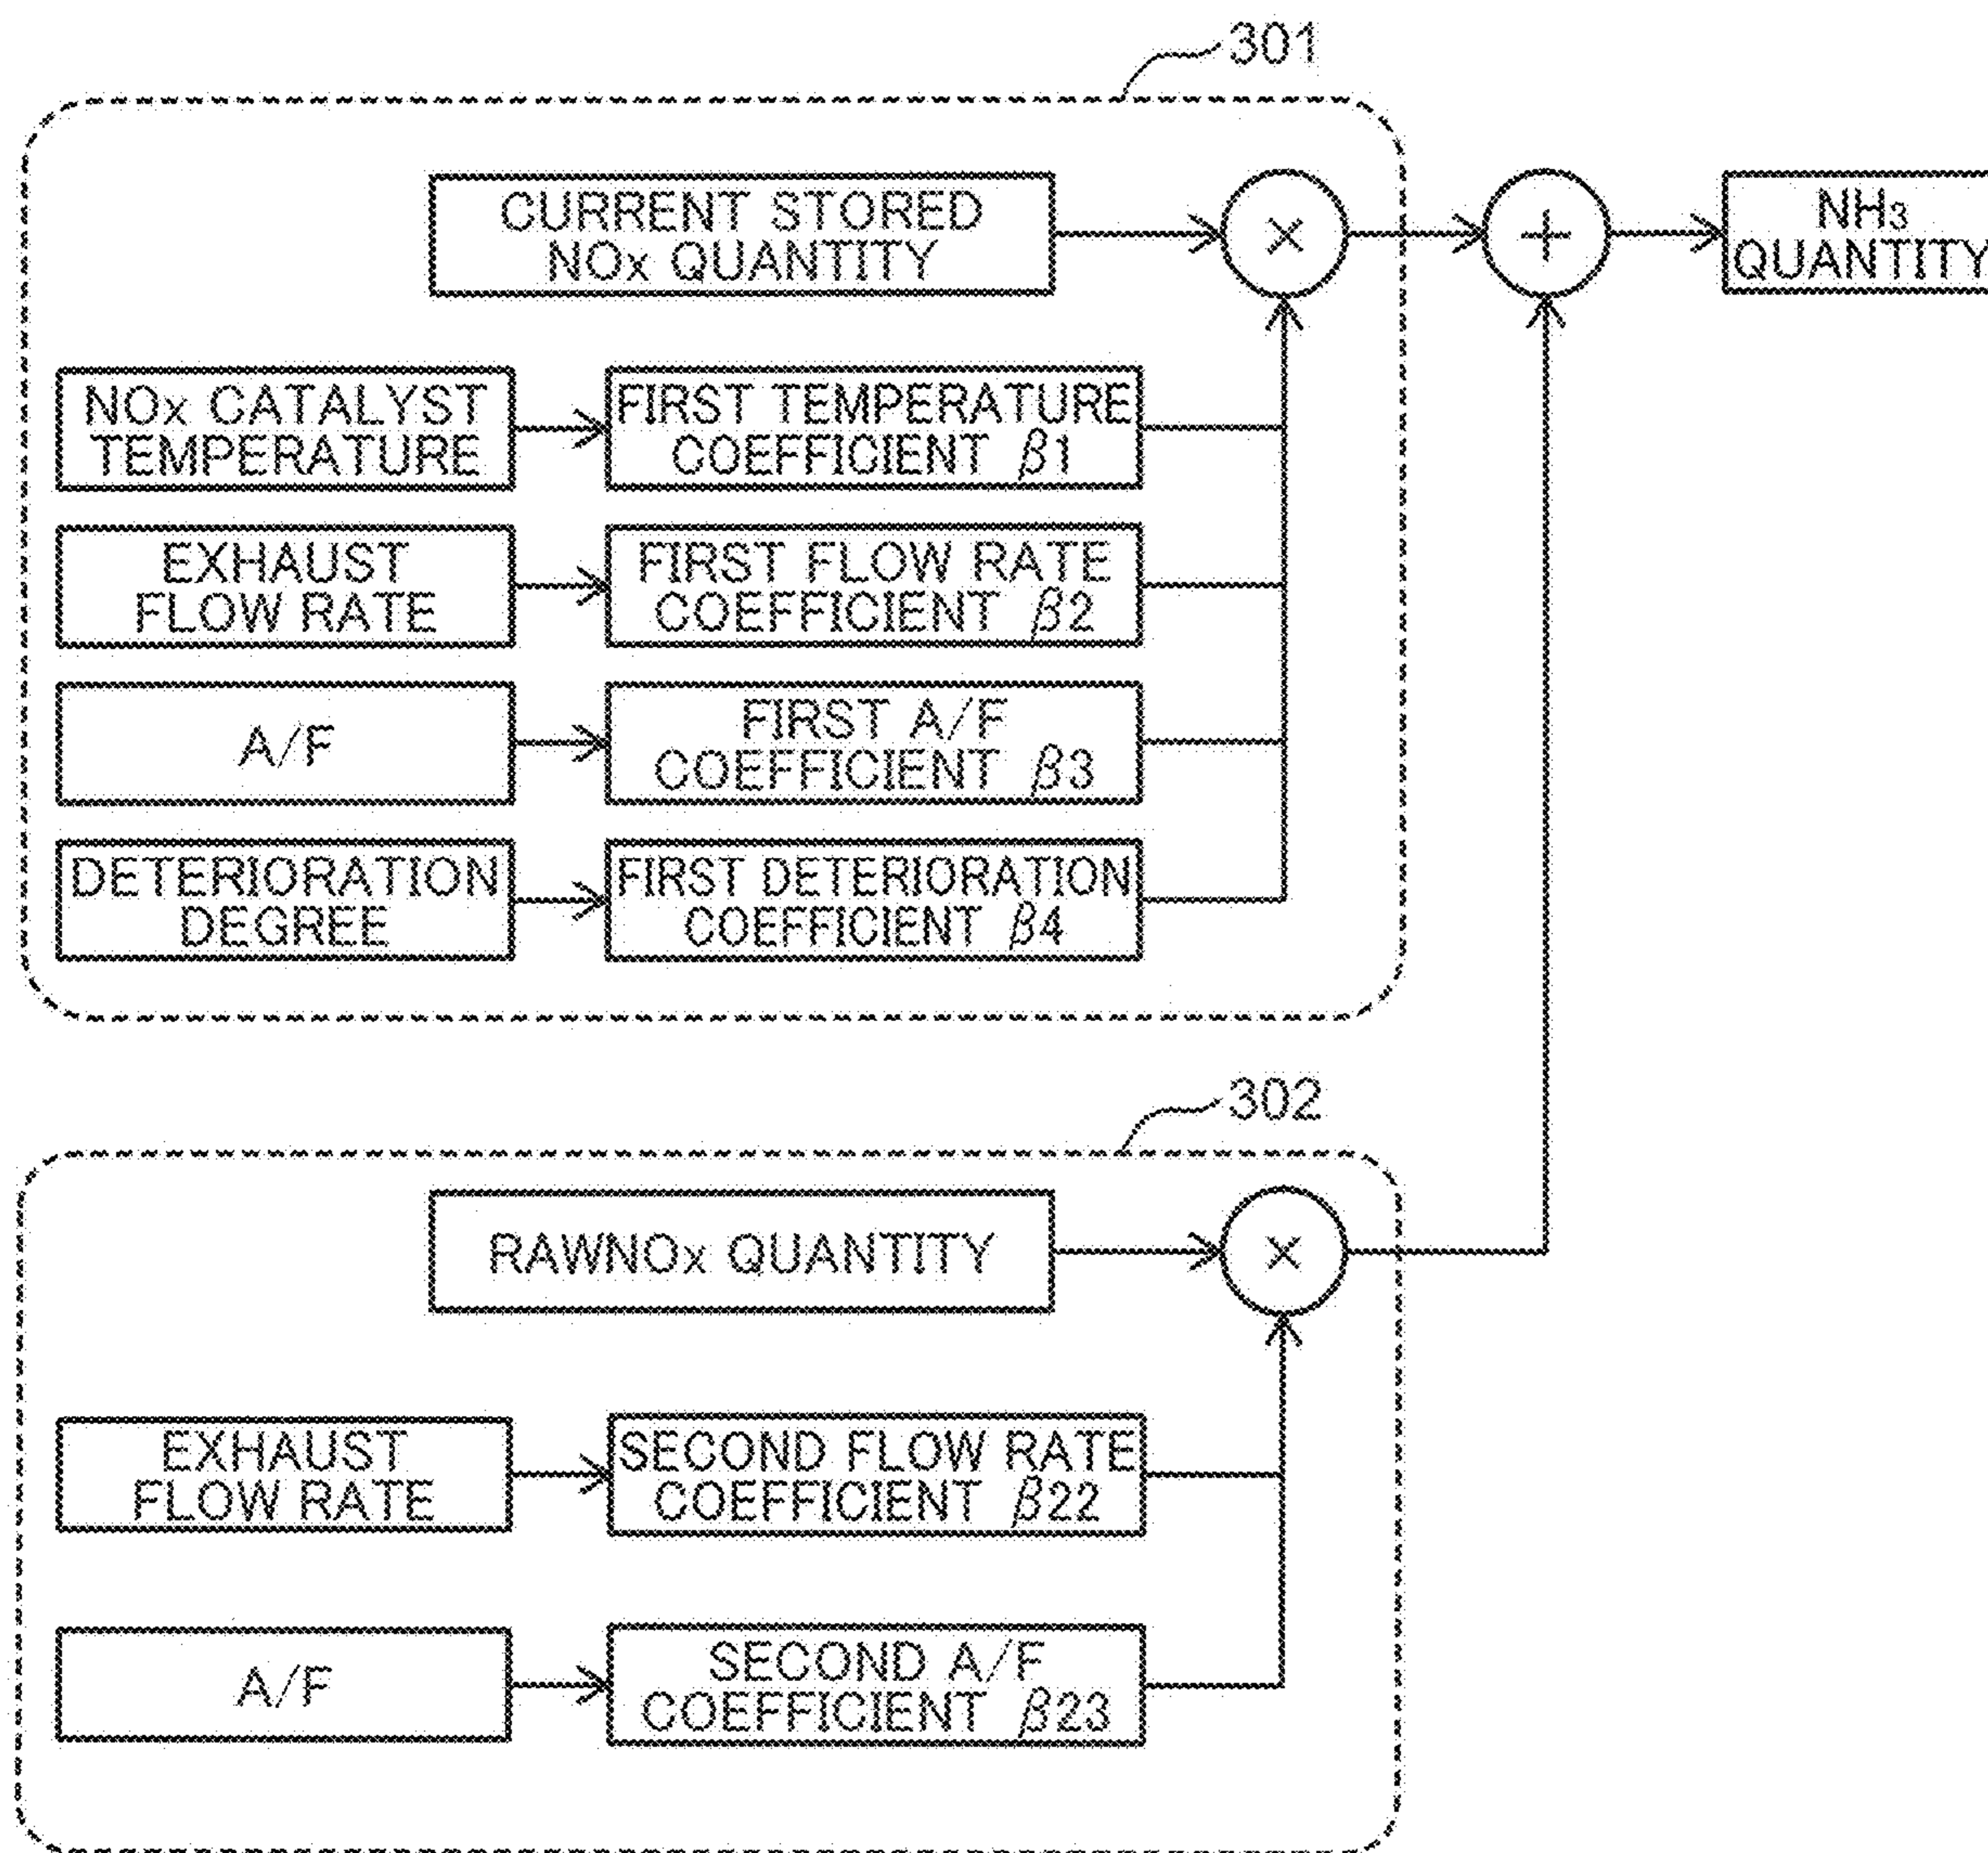 301
CURRENT STORED
NOx QUANTITY
×
+
NH₃
QUANTITY
NOx CATALYST
TEMPERATURE
FIRST TEMPERATURE
COEFFICIENT β1
EXHAUST
FLOW RATE
FIRST FLOW RATE
COEFFICIENT β2
A/F
FIRST A/F
COEFFICIENT β3
DETERIORATION
DEGREE
FIRST DETERIORATION
COEFFICIENT β4
302
RAWNOx QUANTITY
×
EXHAUST
FLOW RATE
SECOND FLOW RATE
COEFFICIENT β22
A/F
SECOND A/F
COEFFICIENT β23